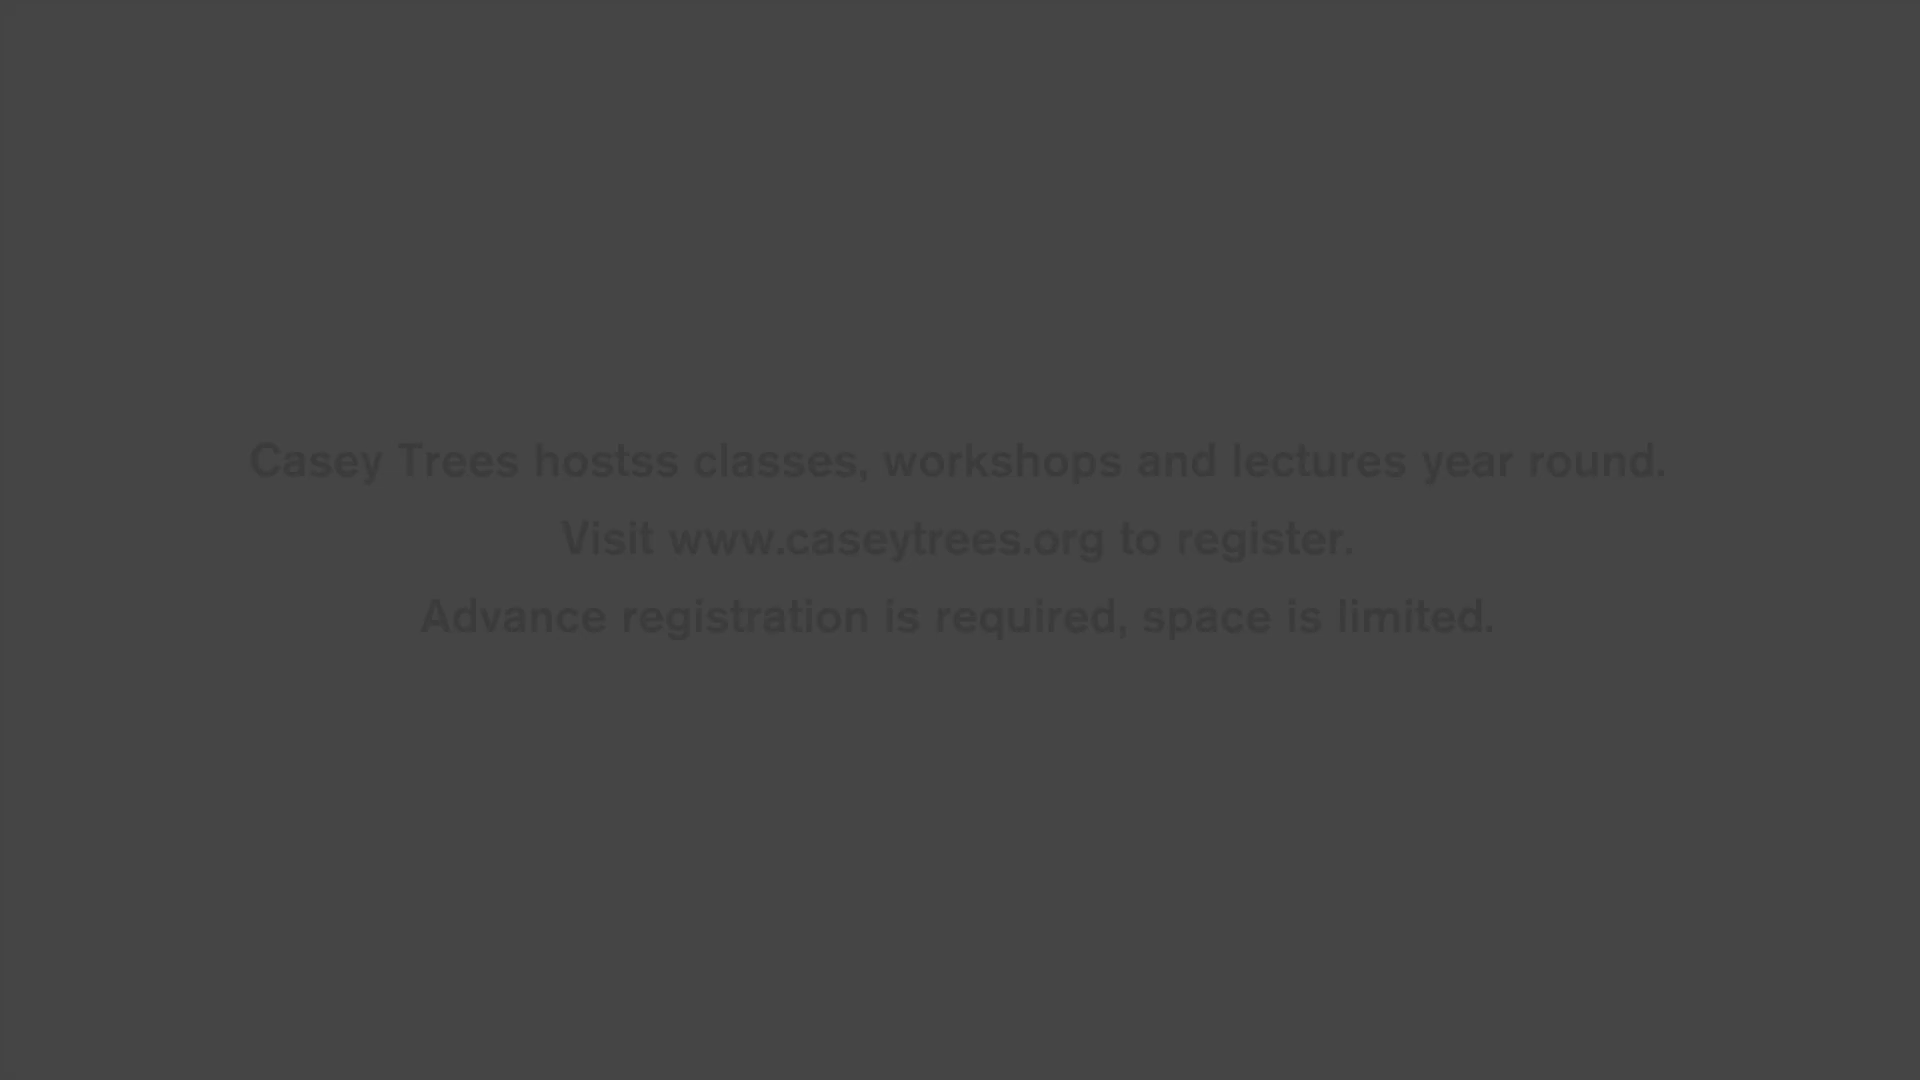 Casey Trees hostss classes, workshops and lectures year round.
Visit www.caseytrees.org to register.
Advance registration is required, space is limited.